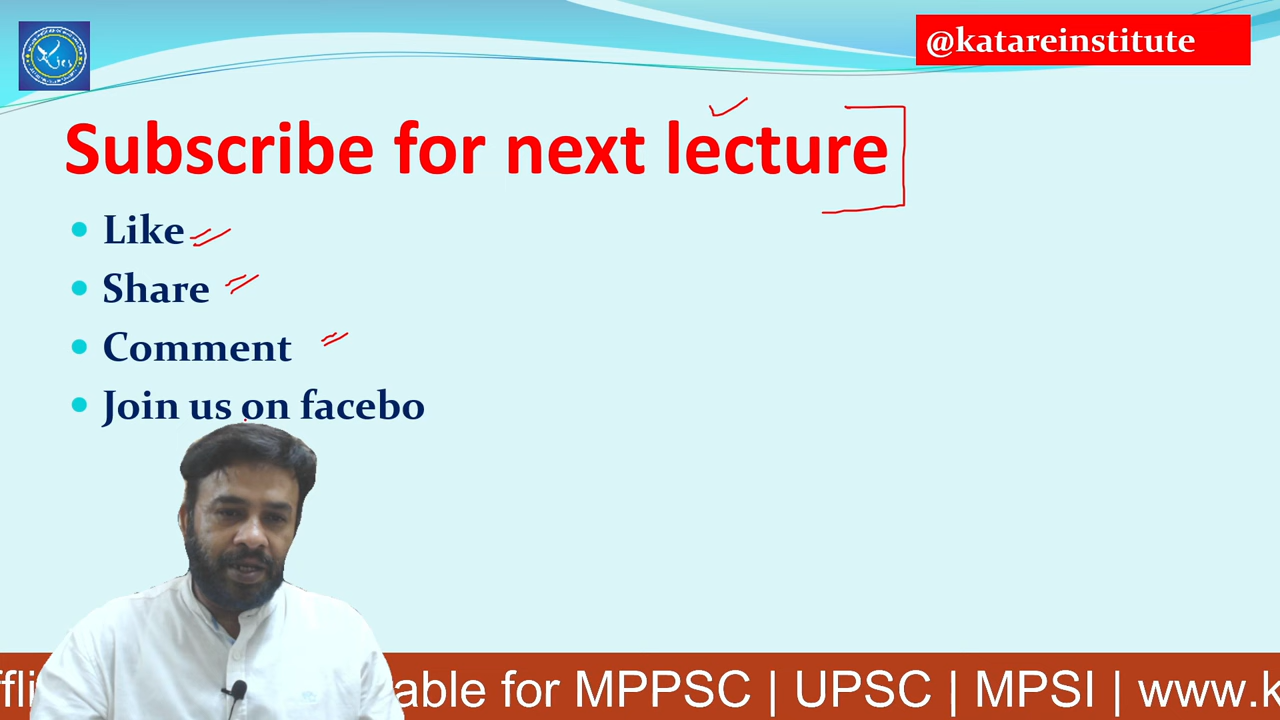 @katareinstitute
Subscribe for next lecture
Like
Share
Comment
Join us on facebo
able for MPPSC | UPSC | MPSI | www.k